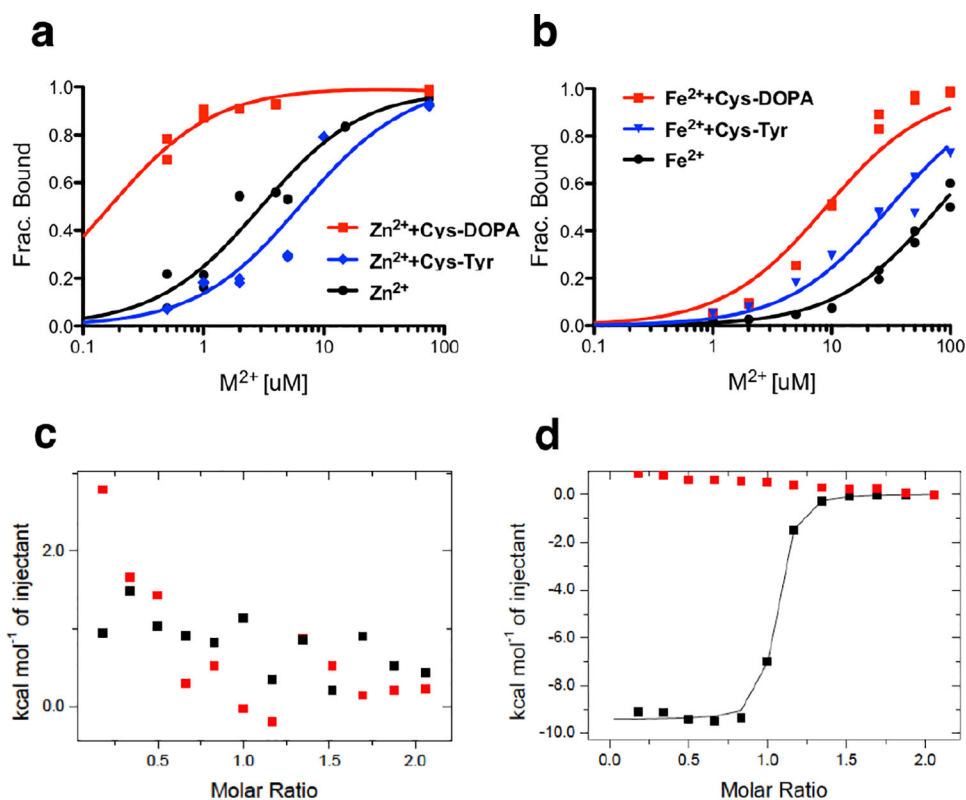 a
1.0
0.8
0.6
0.4
0.2
0.0
Frac. Bound
0.1
1
10
100
M²⁺ [uM]
Zn²⁺+Cys-DOPA
Zn²⁺+Cys-Tyr
Zn²⁺
b
1.0
0.8
0.6
0.4
0.2
0.0
Frac. Bound
0.1
1
10
100
M²⁺ [uM]
Fe²⁺+Cys-DOPA
Fe²⁺+Cys-Tyr
Fe²⁺
c
2.0
0.0
kcal mol⁻¹ of injectant
0.5
1.0
1.5
2.0
Molar Ratio
d
0.0
-2.0
-4.0
-6.0
-8.0
-10.0
kcal mol⁻¹ of injectant
0.0
0.5
1.0
1.5
2.0
Molar Ratio